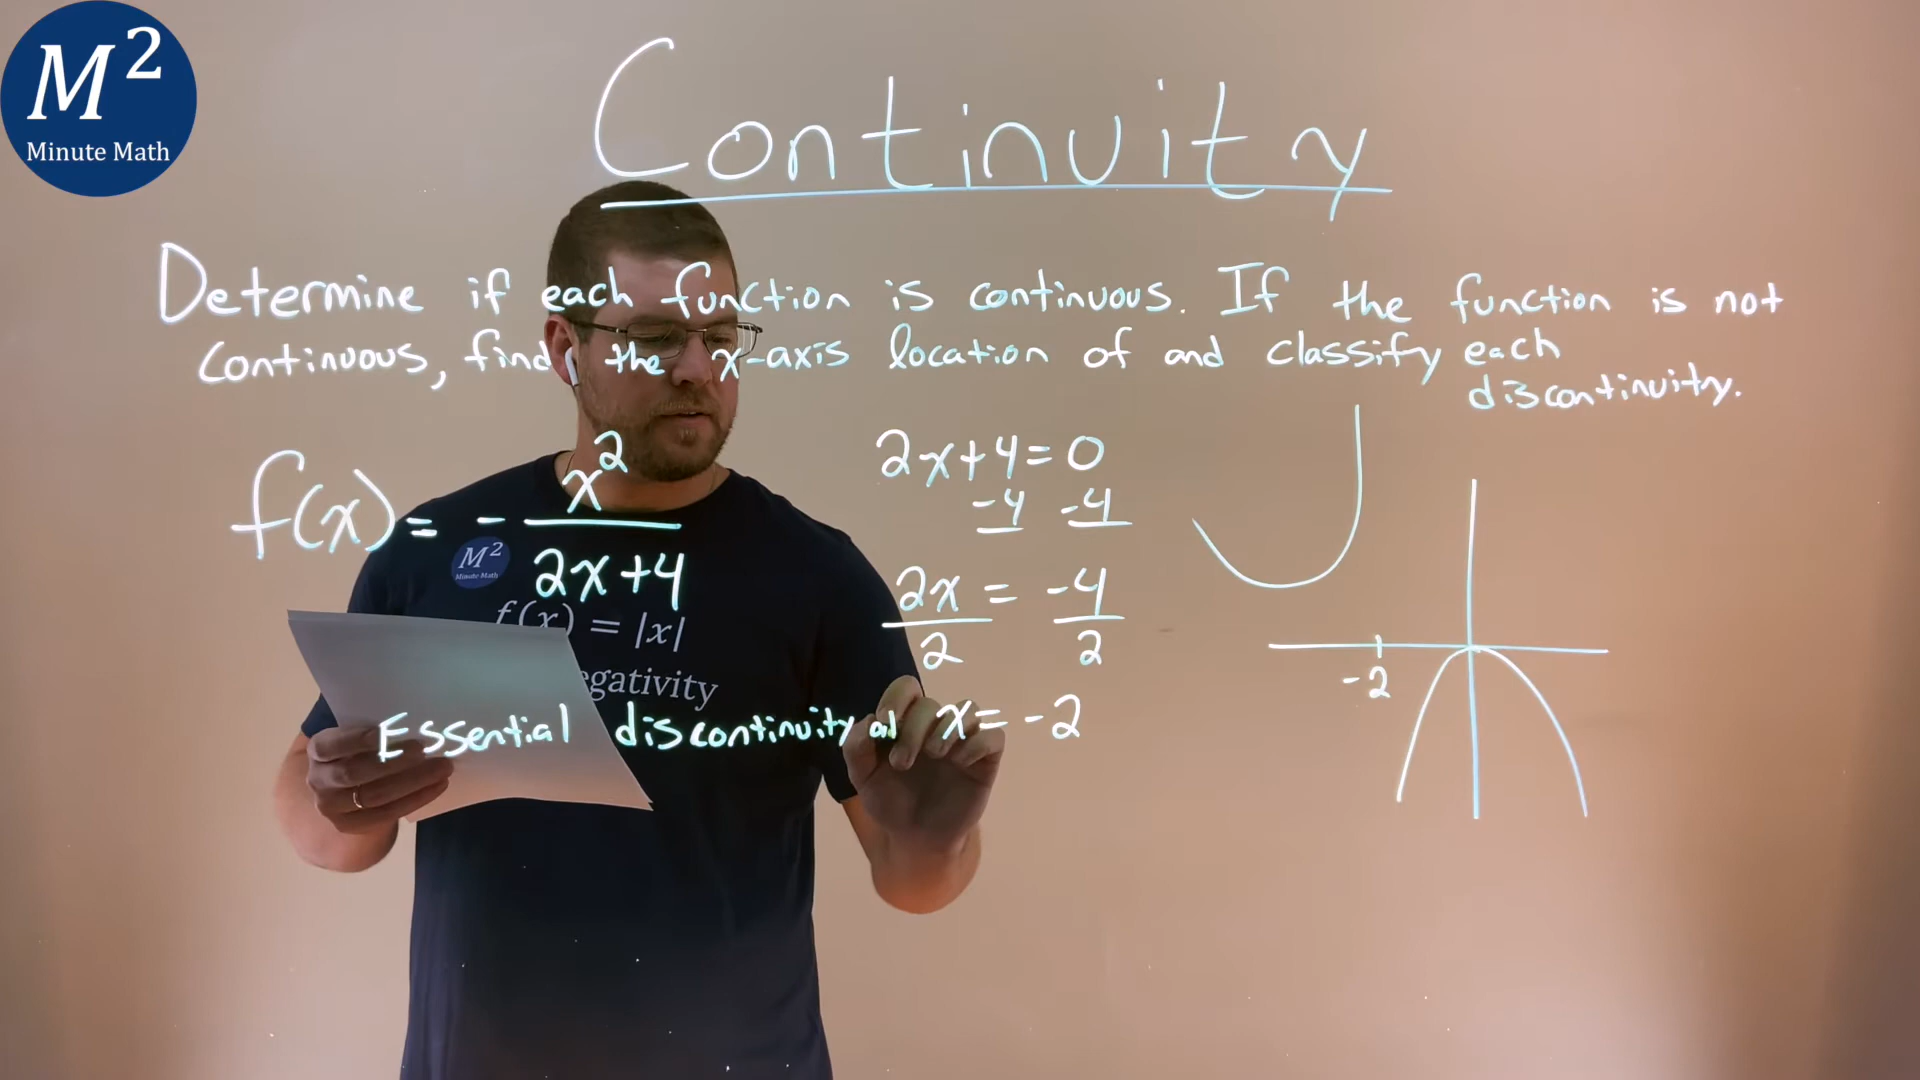 M²
Minute Math
Continuity
Determine if each function is continuous. If the function is not
continuous, find the x-axis location of and classify each
discontinuity.
f(x) = - x²/2x+4
2x+4=0
-4 -4
2x/2 = -4/2
x = -2
Essential discontinuity at
-2
M²
Minute Math
f(x) = |x|